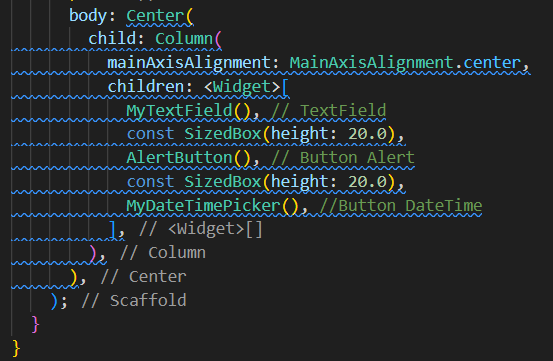 body: Center(
child: Column(
mainAxisAlignment: MainAxisAlignment.center,
children: <Widget>[
MyTextField(), // TextField
const SizedBox(height: 20.0),
AlertButton(), // Button Alert
const SizedBox(height: 20.0),
MyDateTimePicker(), //Button DateTime
], // <Widget>[]
), // Column
), // Center
); // Scaffold
}
}